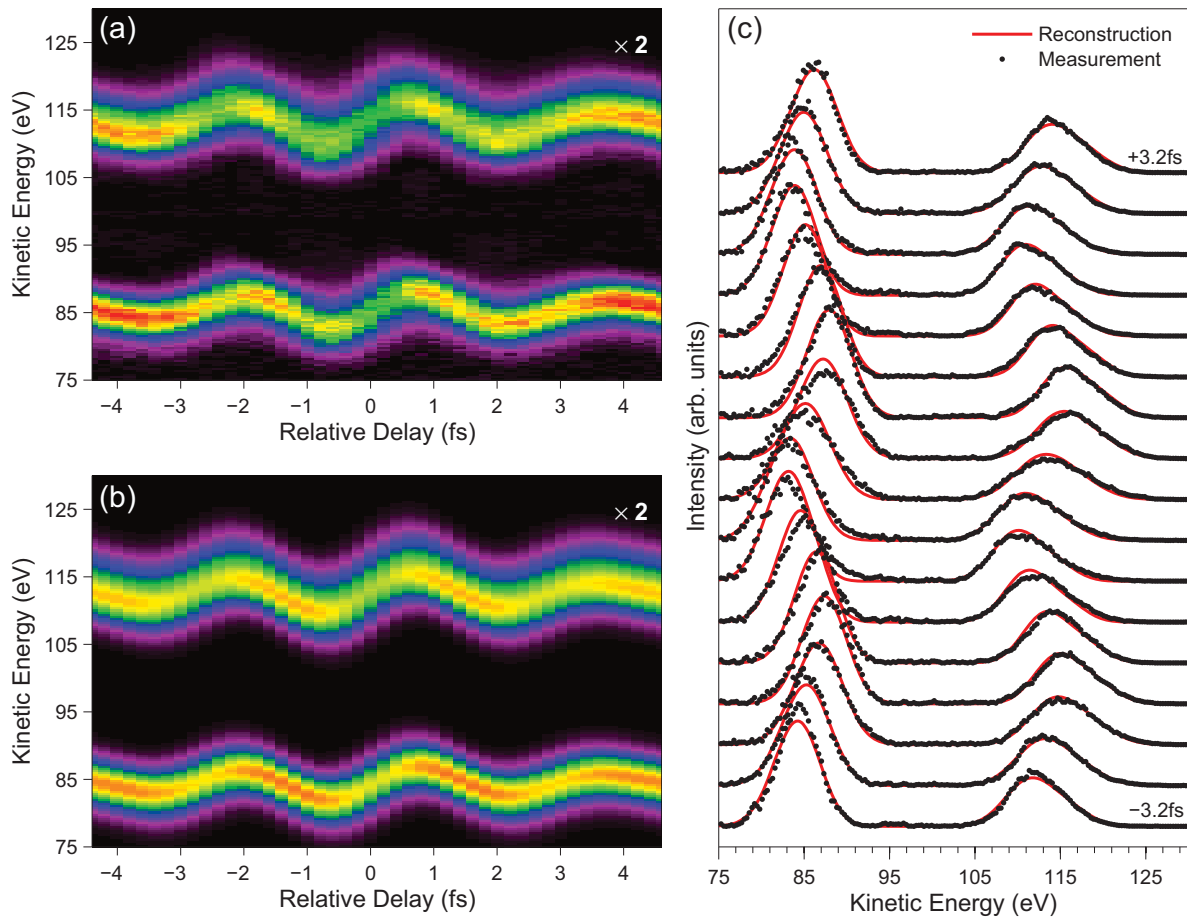 (a)
× 2
Kinetic Energy (eV)
125
115
105
95
85
75
−4 −3 −2 −1 0 1 2 3 4
Relative Delay (fs)
(b)
× 2
Kinetic Energy (eV)
125
115
105
95
85
75
−4 −3 −2 −1 0 1 2 3 4
Relative Delay (fs)
(c)
Reconstruction
Measurement
+3.2fs
−3.2fs
Intensity (arb. units)
75 85 95 105 115 125
Kinetic Energy (eV)